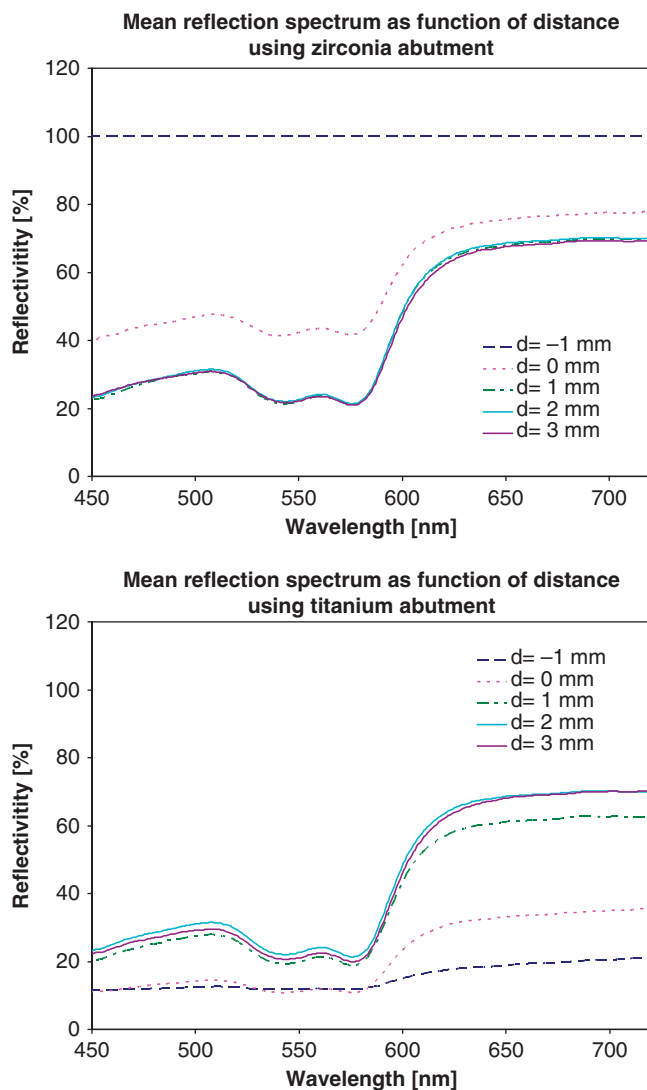 Mean reflection spectrum as function of distance
using zirconia abutment
120
100
80
60
40
20
0
Reflectivitity [%]
d= –1 mm
d= 0 mm
d= 1 mm
d= 2 mm
d= 3 mm
450 500 550 600 650 700
Wavelength [nm]
Mean reflection spectrum as function of distance
using titanium abutment
120
100
80
60
40
20
0
Reflectivitity [%]
d= –1 mm
d= 0 mm
d= 1 mm
d= 2 mm
d= 3 mm
450 500 550 600 650 700
Wavelength [nm]